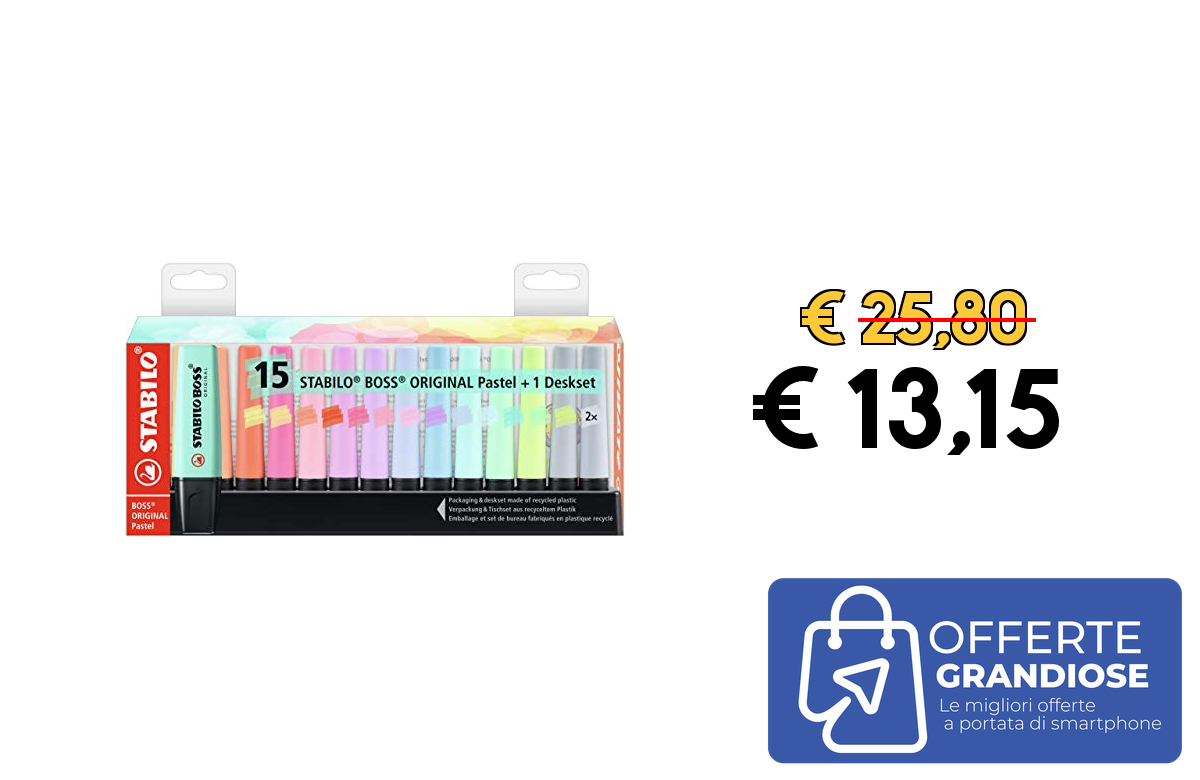 STABILO®
15 STABILO® BOSS® ORIGINAL Pastel + 1 Deskset
STABILO BOSS®
ORIGINAL
2×
BOSS®
ORIGINAL
Pastel
Packaging & deskset made of recycled plastic
Verpackung & Tischset aus recyceltem Plastik
Emballage et set de bureau fabriqués en plastique recyclé
€ 25,80
€ 13,15
OFFERTE
GRANDIOSE
Le migliori offerte
a portata di smartphone